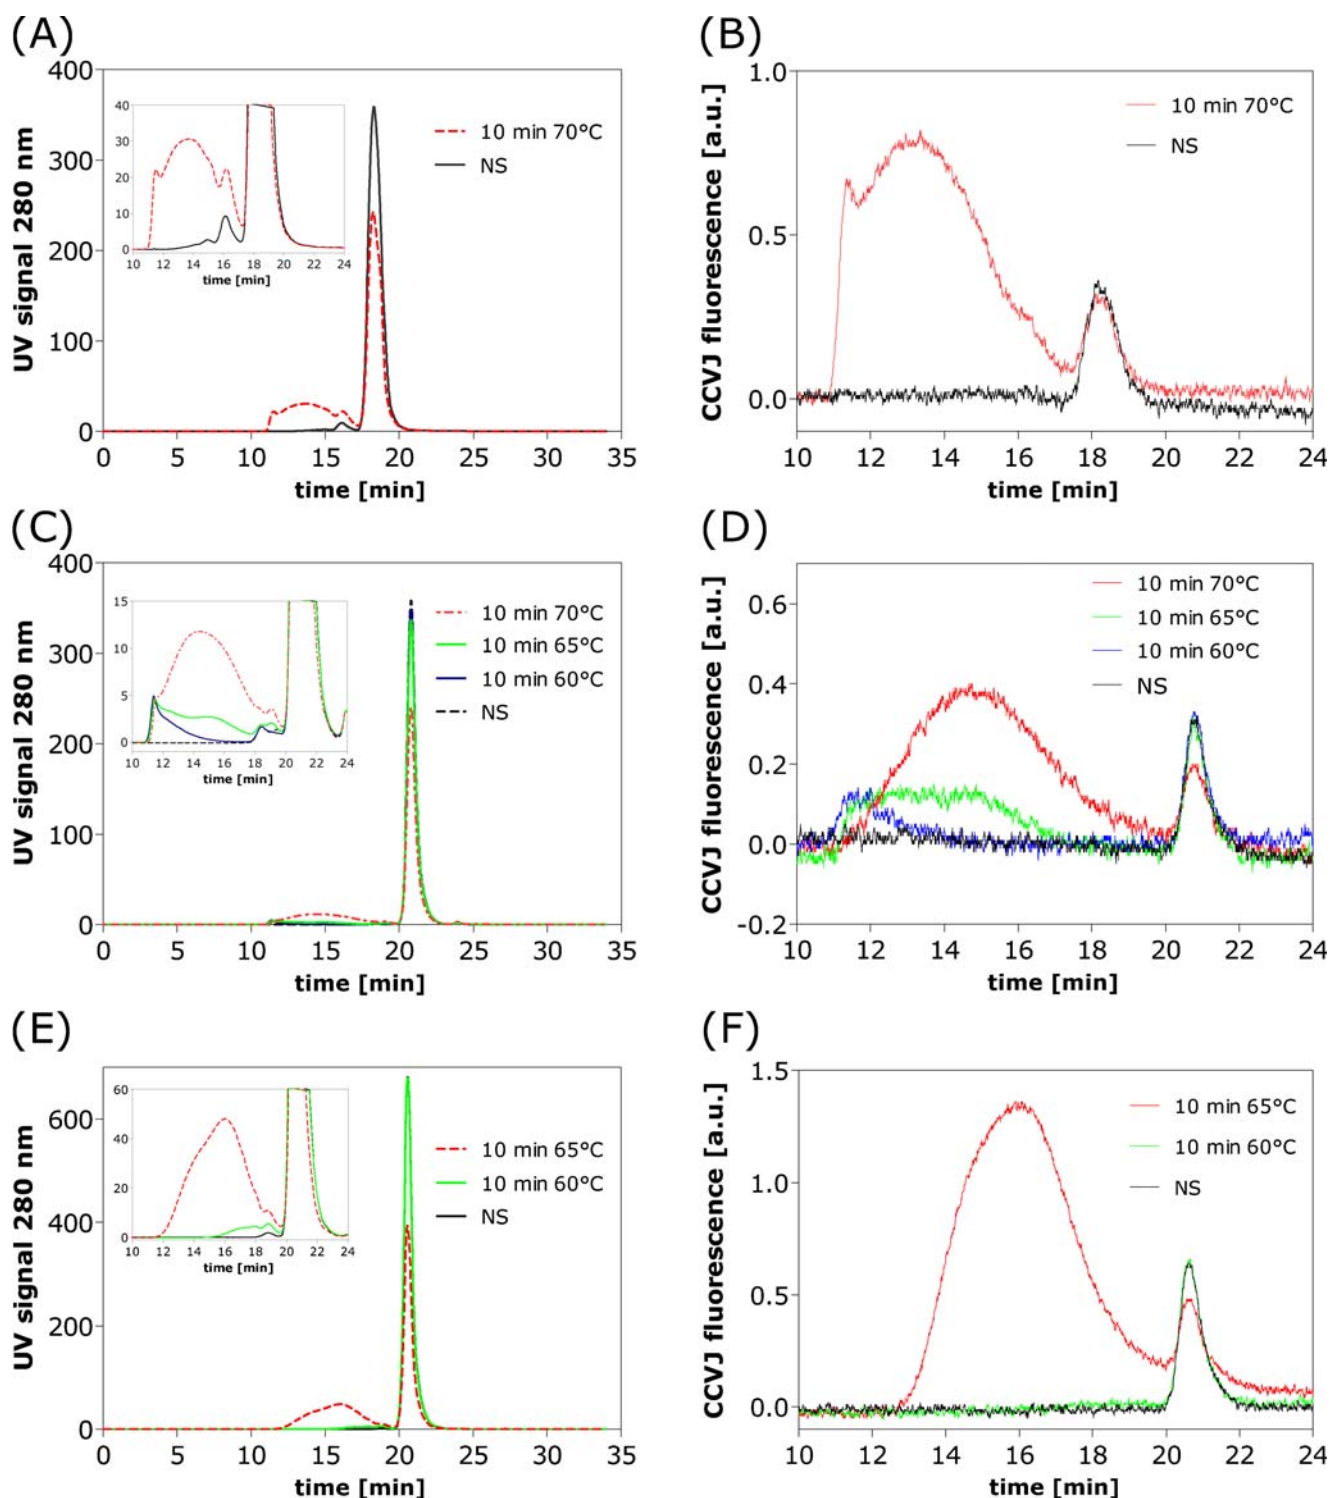 (A)
UV signal 280 nm
400
300
200
100
0
0 5 10 15 20 25 30 35
time [min]
40
30
20
10
0
10 12 14 16 18 20 22 24
time [min]
10 min 70°C
NS
(B)
CCVJ fluorescence [a.u.]
1.0
0.5
0.0
10 12 14 16 18 20 22 24
time [min]
10 min 70°C
NS
(C)
UV signal 280 nm
400
300
200
100
0
0 5 10 15 20 25 30 35
time [min]
15
10
5
0
10 12 14 16 18 20 22 24
time [min]
10 min 70°C
10 min 65°C
10 min 60°C
NS
(D)
CCVJ fluorescence [a.u.]
0.6
0.4
0.2
0.0
-0.2
10 12 14 16 18 20 22 24
time [min]
10 min 70°C
10 min 65°C
10 min 60°C
NS
(E)
UV signal 280 nm
600
400
200
0
0 5 10 15 20 25 30 35
time [min]
60
40
20
0
10 12 14 16 18 20 22 24
time [min]
10 min 65°C
10 min 60°C
NS
(F)
CCVJ fluorescence [a.u.]
1.5
1.0
0.5
0.0
10 12 14 16 18 20 22 24
time [min]
10 min 65°C
10 min 60°C
NS